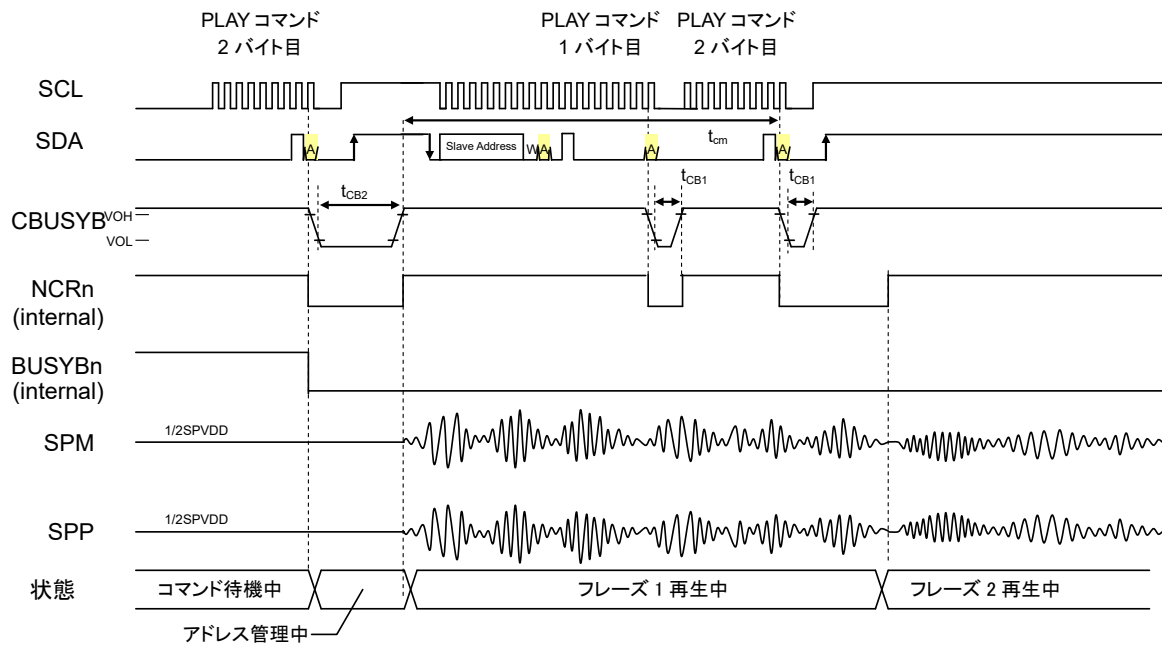 PLAY コマンド
2 バイト目
PLAY コマンド
1 バイト目
PLAY コマンド
2 バイト目
SCL
SDA
A
Slave Address
W
A
A
A
tcm
CBUSYB
VOH
VOL
tCB2
tCB1
tCB1
NCRn
(internal)
BUSYBn
(internal)
SPM
1/2SPVDD
SPP
1/2SPVDD
状態
コマンド待機中
フレーズ 1 再生中
フレーズ 2 再生中
アドレス管理中